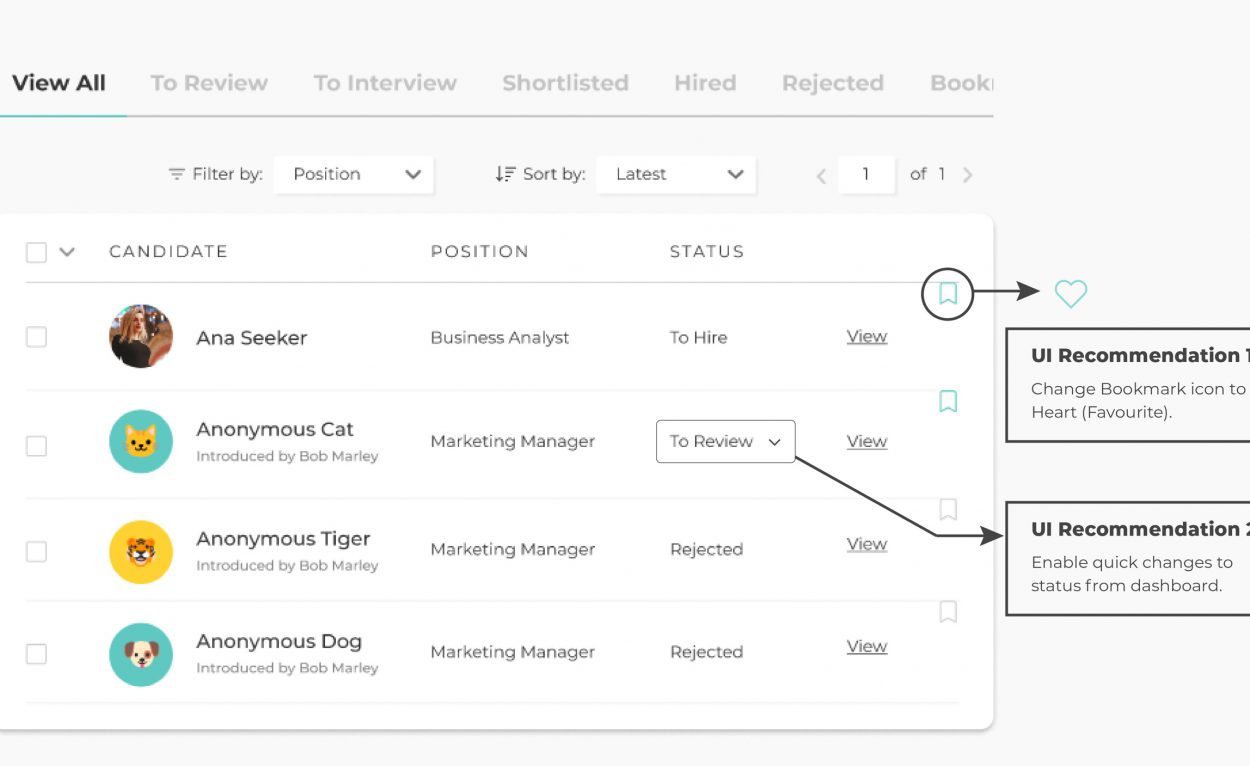 View All To Review To Interview Shortlisted Hired Rejected
Filter by: Position Sort by: Latest 1 of 1
CANDIDATE POSITION STATUS
Ana Seeker Business Analyst To Hire View
UI Recommendation 1
Change Bookmark icon to
Heart (Favourite).
Anonymous Cat
Introduced by Bob Marley
Marketing Manager To Review View
Anonymous Tiger
Introduced by Bob Marley
Marketing Manager Rejected View
UI Recommendation 2
Enable quick changes to
status from dashboard.
Anonymous Dog
Introduced by Bob Marley
Marketing Manager Rejected View